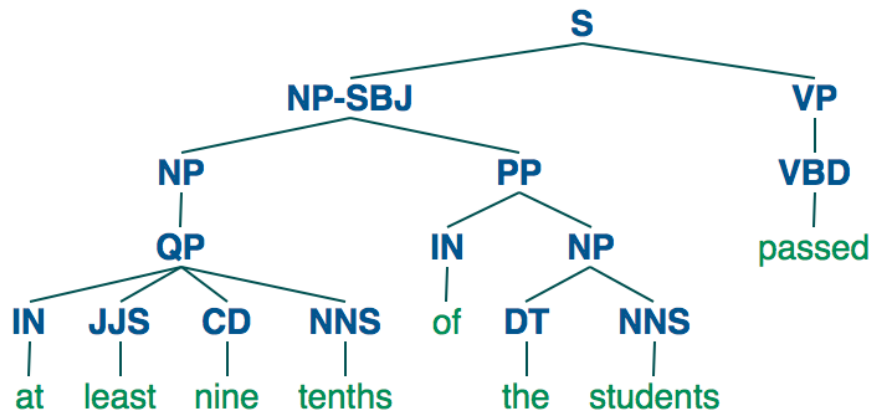 S
NP-SBJ VP
NP PP VBD
QP IN NP passed
IN JJS CD NNS of DT NNS
at least nine tenths the students